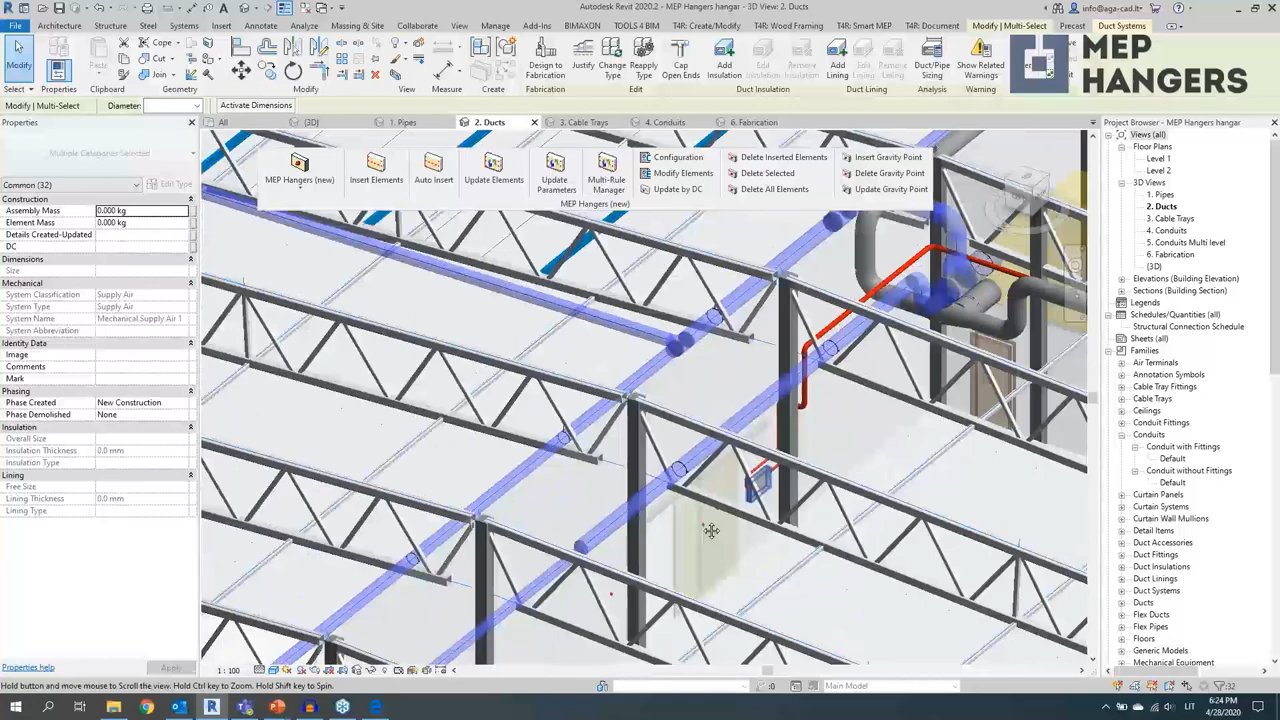 Autodesk Revit 2020.2 - MEP Hangers hangar - 3D View: 2. Ducts
info@aga-cad.lt
File Architecture Structure Steel Systems Insert Annotate Analyze Massing & Site Collaborate View Manage Add-Ins BIMAXON TOOLS 4 BIM T4R: Create/Modify T4R: Wood Framing T4R: Smart MEP T4R: Document Modify | Multi-Select Precast Duct Systems
Modify
Paste
Cope
Cut
Join
Design to Fabrication
Justify
Change Type
Reapply Type
Cap Open Ends
Add Insulation
Edit Insulation
Remove Insulation
Add Lining
Edit Lining
Remove Lining
Duct/Pipe Sizing
Show Related Warnings
MEP
HANGERS
Select Properties Clipboard Geometry Modify View Measure Create Fabrication Edit Duct Insulation Duct Lining Analysis Warning
Modify | Multi-Select Diameter: Activate Dimensions
Properties
Multiple Categories Selected
Common (32) Edit Type
Construction
Assembly Mass 0.000 kg
Element Mass 0.000 kg
Details Created-Updated
DC
Dimensions
Size
Mechanical
System Classification Supply Air
System Type Supply Air
System Name Mechanical Supply Air 1
System Abbreviation
Identity Data
Image
Comments
Mark
Phasing
Phase Created New Construction
Phase Demolished None
Insulation
Overall Size
Insulation Thickness 0.0 mm
Insulation Type
Lining
Free Size
Lining Thickness 0.0 mm
Lining Type
Properties help Apply
All {3D} 1. Pipes 2. Ducts 3. Cable Trays 4. Conduits 6. Fabrication
MEP Hangers (new)
Insert Elements
Auto Insert
Update Elements
Update Parameters
Multi-Rule Manager
Configuration
Modify Elements
Update by DC
Delete Inserted Elements
Delete Selected
Delete All Elements
Insert Gravity Point
Delete Gravity Point
Update Gravity Point
MEP Hangers (new)
Project Browser - MEP Hangers hangar
Views (all)
Floor Plans
Level 1
Level 2
3D Views
1. Pipes
2. Ducts
3. Cable Trays
4. Conduits
5. Conduits Multi level
6. Fabrication
{3D}
Elevations (Building Elevation)
Sections (Building Section)
Legends
Schedules/Quantities (all)
Structural Connection Schedule
Sheets (all)
Families
Air Terminals
Annotation Symbols
Cable Tray Fittings
Cable Trays
Ceilings
Conduit Fittings
Conduits
Conduit with Fittings
Default
Conduit without Fittings
Default
Curtain Panels
Curtain Systems
Curtain Wall Mullions
Detail Items
Duct Accessories
Duct Fittings
Duct Insulations
Duct Linings
Duct Systems
Ducts
Flex Ducts
Flex Pipes
Floors
Generic Models
Mechanical Equipment
1 : 100
Hold button and move mouse to Scroll the view. Hold Ctrl key to Zoom. Hold Shift key to Spin.
:0
Main Model
:32
LIT
6:24 PM
4/28/2020